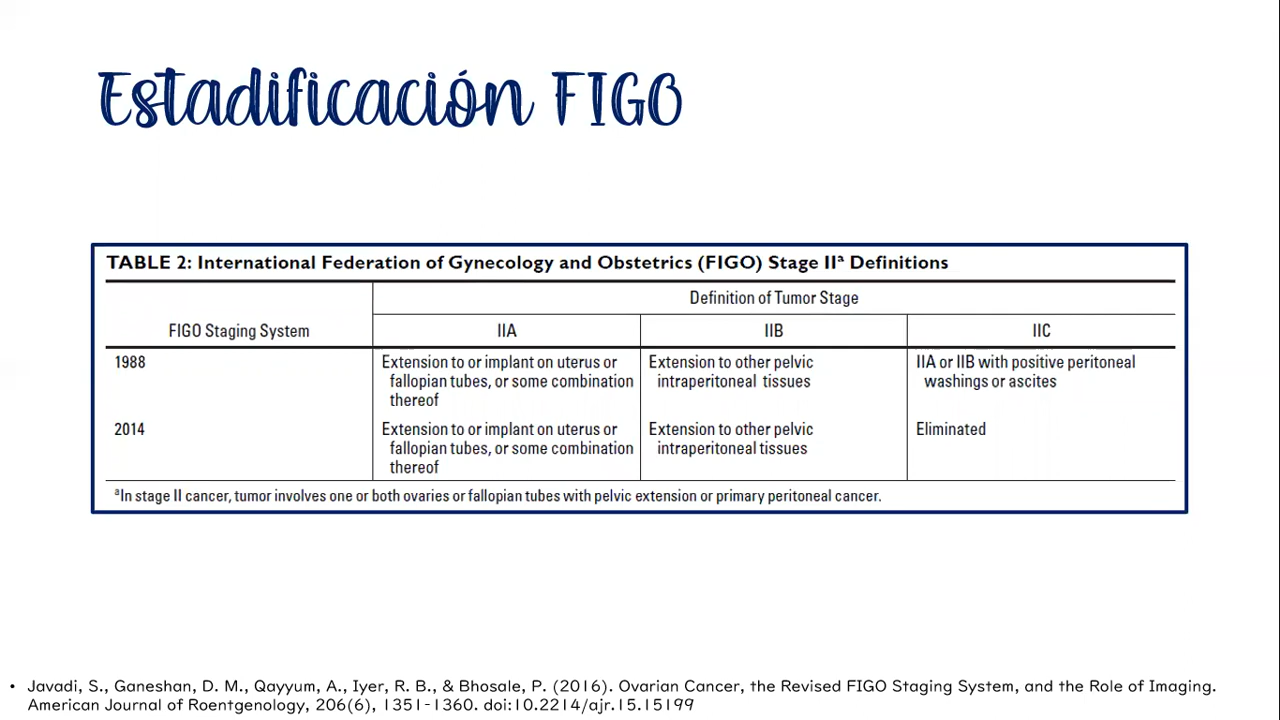 Estadificación FIGO
TABLE 2: International Federation of Gynecology and Obstetrics (FIGO) Stage IIª Definitions
Definition of Tumor Stage
FIGO Staging System
IIA
IIB
IIC
1988
Extension to or implant on uterus or
fallopian tubes, or some combination
thereof
Extension to other pelvic
intraperitoneal tissues
IIA or IIB with positive peritoneal
washings or ascites
2014
Extension to or implant on uterus or
fallopian tubes, or some combination
thereof
Extension to other pelvic
intraperitoneal tissues
Eliminated
ªIn stage II cancer, tumor involves one or both ovaries or fallopian tubes with pelvic extension or primary peritoneal cancer.
• Javadi, S., Ganeshan, D. M., Qayyum, A., Iyer, R. B., & Bhosale, P. (2016). Ovarian Cancer, the Revised FIGO Staging System, and the Role of Imaging.
American Journal of Roentgenology, 206(6), 1351-1360. doi:10.2214/ajr.15.15199